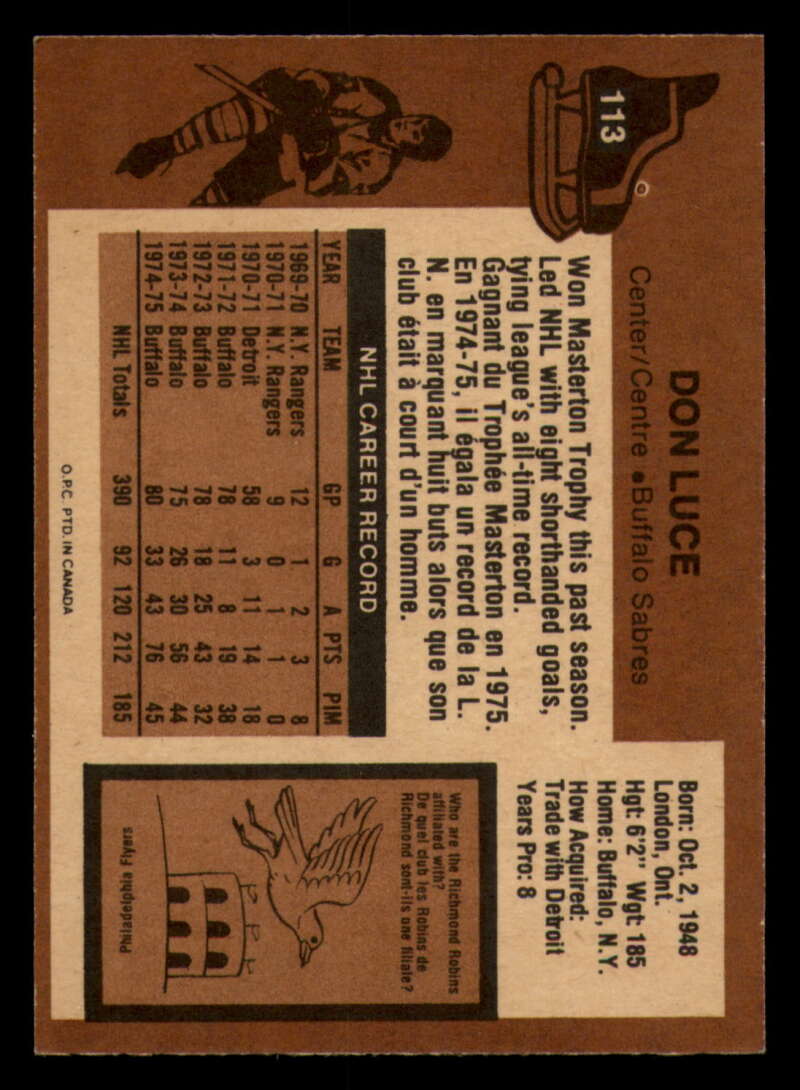 113
DON LUCE
Center/Centre • Buffalo Sabres
Born: Oct. 2, 1948
London, Ont.
Hgt: 6'2" Wgt: 185
Home: Buffalo, N.Y.
How Acquired:
Trade with Detroit
Years Pro: 8
Won Masterton Trophy this past season.
Led NHL with eight shorthanded goals,
tying league's all-time record.
Gagnant du Trophée Masterton en 1975.
En 1974-75, il égala un record de la L.
N. en marquant huit buts alors que son
club était à court d'un homme.
NHL CAREER RECORD
YEAR TEAM GP G A PTS PIM
1969-70 N.Y. Rangers 12 1 2 3 8
1970-71 N.Y. Rangers 9 0 1 1 0
1970-71 Detroit 58 3 11 14 18
1971-72 Buffalo 78 11 8 19 38
1972-73 Buffalo 78 18 25 43 32
1973-74 Buffalo 75 26 30 56 44
1974-75 Buffalo 80 33 43 76 45
NHL Totals 390 92 120 212 185
O.P.C. PTD. IN CANADA
Who are the Richmond Robins
affiliated with?
De quel club les Robins de
Richmond sont-ils une filiale?
Philadelphia Flyers